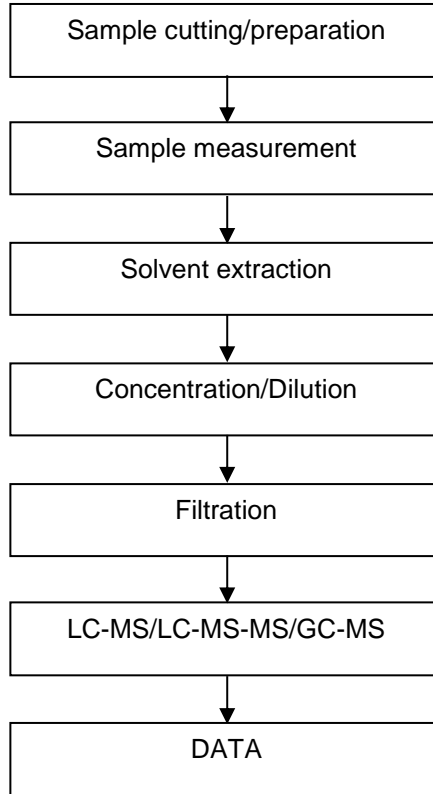 Sample cutting/preparation
Sample measurement
Solvent extraction
Concentration/Dilution
Filtration
LC-MS/LC-MS-MS/GC-MS
DATA